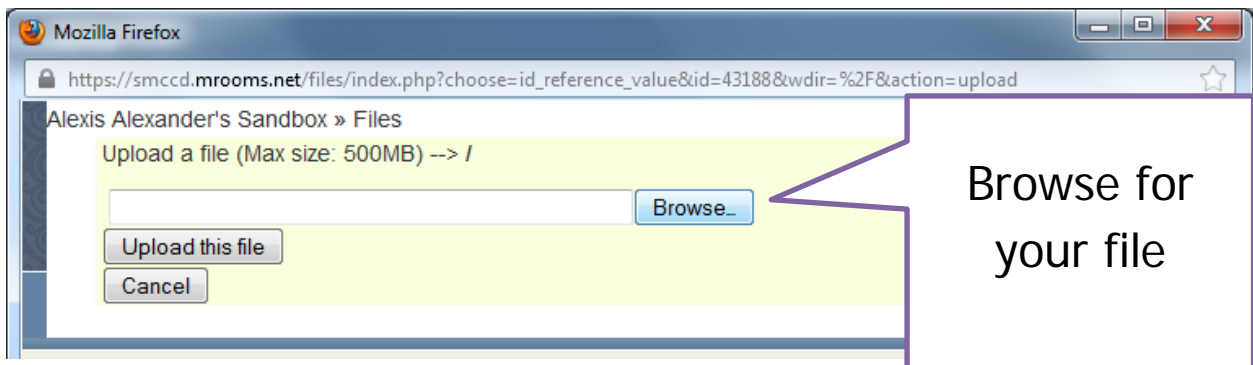 Mozilla Firefox
https://smccd.mrooms.net/files/index.php?choose=id_reference_value&id=43188&wdir=%2F&action=upload
Alexis Alexander's Sandbox » Files
Upload a file (Max size: 500MB) --> /
Browse…
Upload this file
Cancel
Browse for
your file